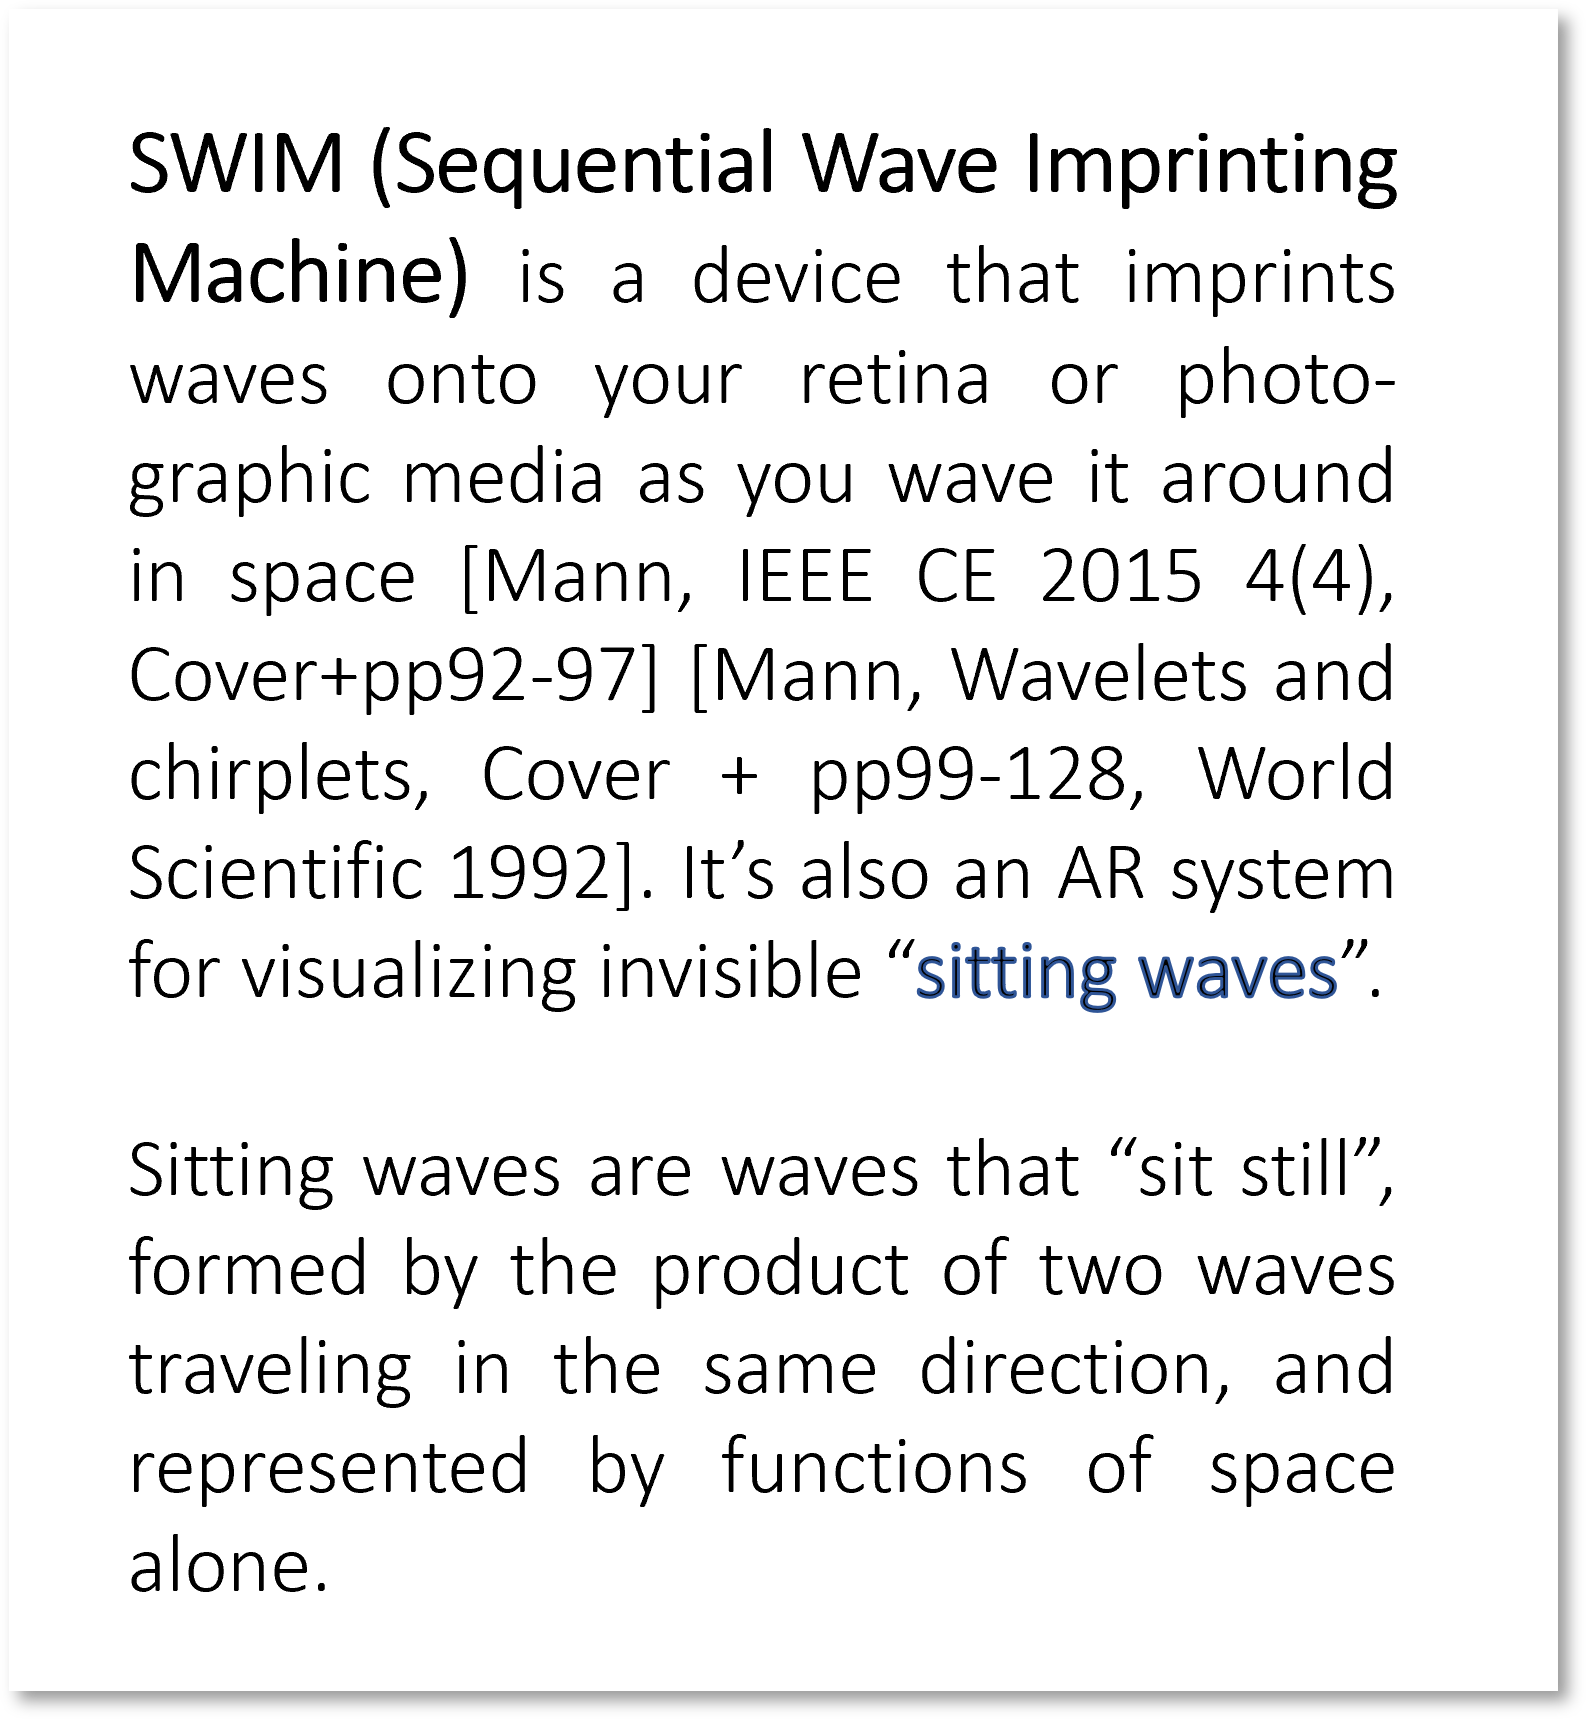 SWIM (Sequential Wave Imprinting
Machine) is a device that imprints
waves onto your retina or photo-
graphic media as you wave it around
in space [Mann, IEEE CE 2015 4(4),
Cover+pp92-97] [Mann, Wavelets and
chirplets, Cover + pp99-128, World
Scientific 1992]. It’s also an AR system
for visualizing invisible “sitting waves”.
Sitting waves are waves that “sit still”,
formed by the product of two waves
traveling in the same direction, and
represented by functions of space
alone.